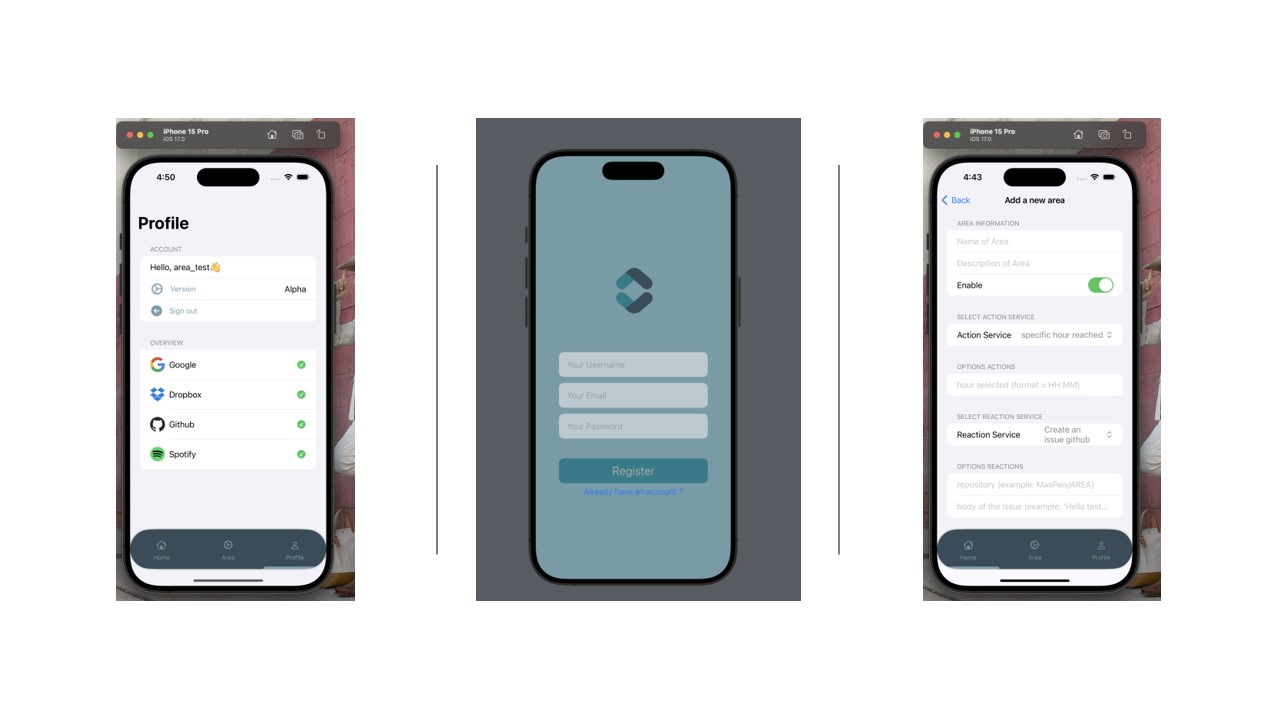 iPhone 15 Pro
iOS 17.0
4:50
Profile
ACCOUNT
Hello, area_test👋
Version Alpha
Sign out
OVERVIEW
Google
Dropbox
Github
Spotify
Home Area Profile
Your Username
Your Email
Your Password
Register
Already have an account ?
iPhone 15 Pro
iOS 17.0
4:43
Back Add a new area
AREA INFORMATION
Name of Area
Description of Area
Enable
SELECT ACTION SERVICE
Action Service specific hour reached
OPTIONS ACTIONS
hour selected (format = HH:MM)
SELECT REACTION SERVICE
Reaction Service Create an
issue github
OPTIONS REACTIONS
repository (example: MaxPeix/AREA)
body of the issue (example: 'Hello test...
Home Area Profile